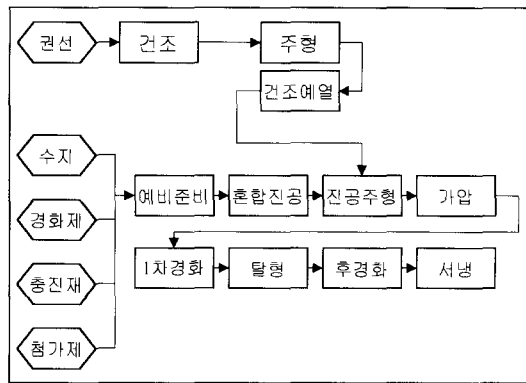 권선 건조 주형
건조예열
수지
예비준비 혼합진공 진공주형 가압
경화제
1차경화 탈형 후경화 서냉
충진재
첨가제